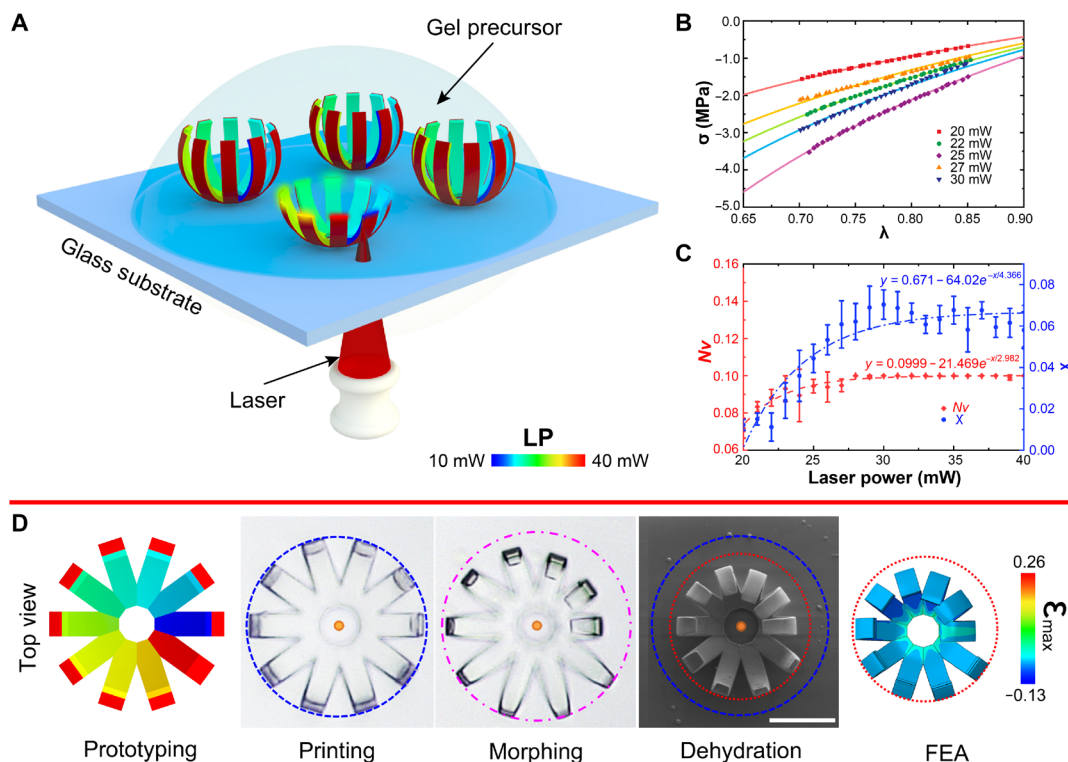 A
Gel precursor
Glass substrate
Laser
LP
10 mW
40 mW
B
σ (MPa)
0.0
-1.0
-2.0
-3.0
-4.0
-5.0
0.65 0.70 0.75 0.80 0.85 0.90
λ
20 mW
22 mW
25 mW
27 mW
30 mW
C
Nv
0.16
0.14
0.12
0.10
0.08
0.06
y = 0.671 − 64.02e^−x/4.366
y = 0.0999 − 21.469e^−x/2.982
Nv
X
0.08
0.06
0.04
0.02
0.00
χ
20 25 30 35 40
Laser power (mW)
D
Top view
0.26
εmax
−0.13
Prototyping
Printing
Morphing
Dehydration
FEA